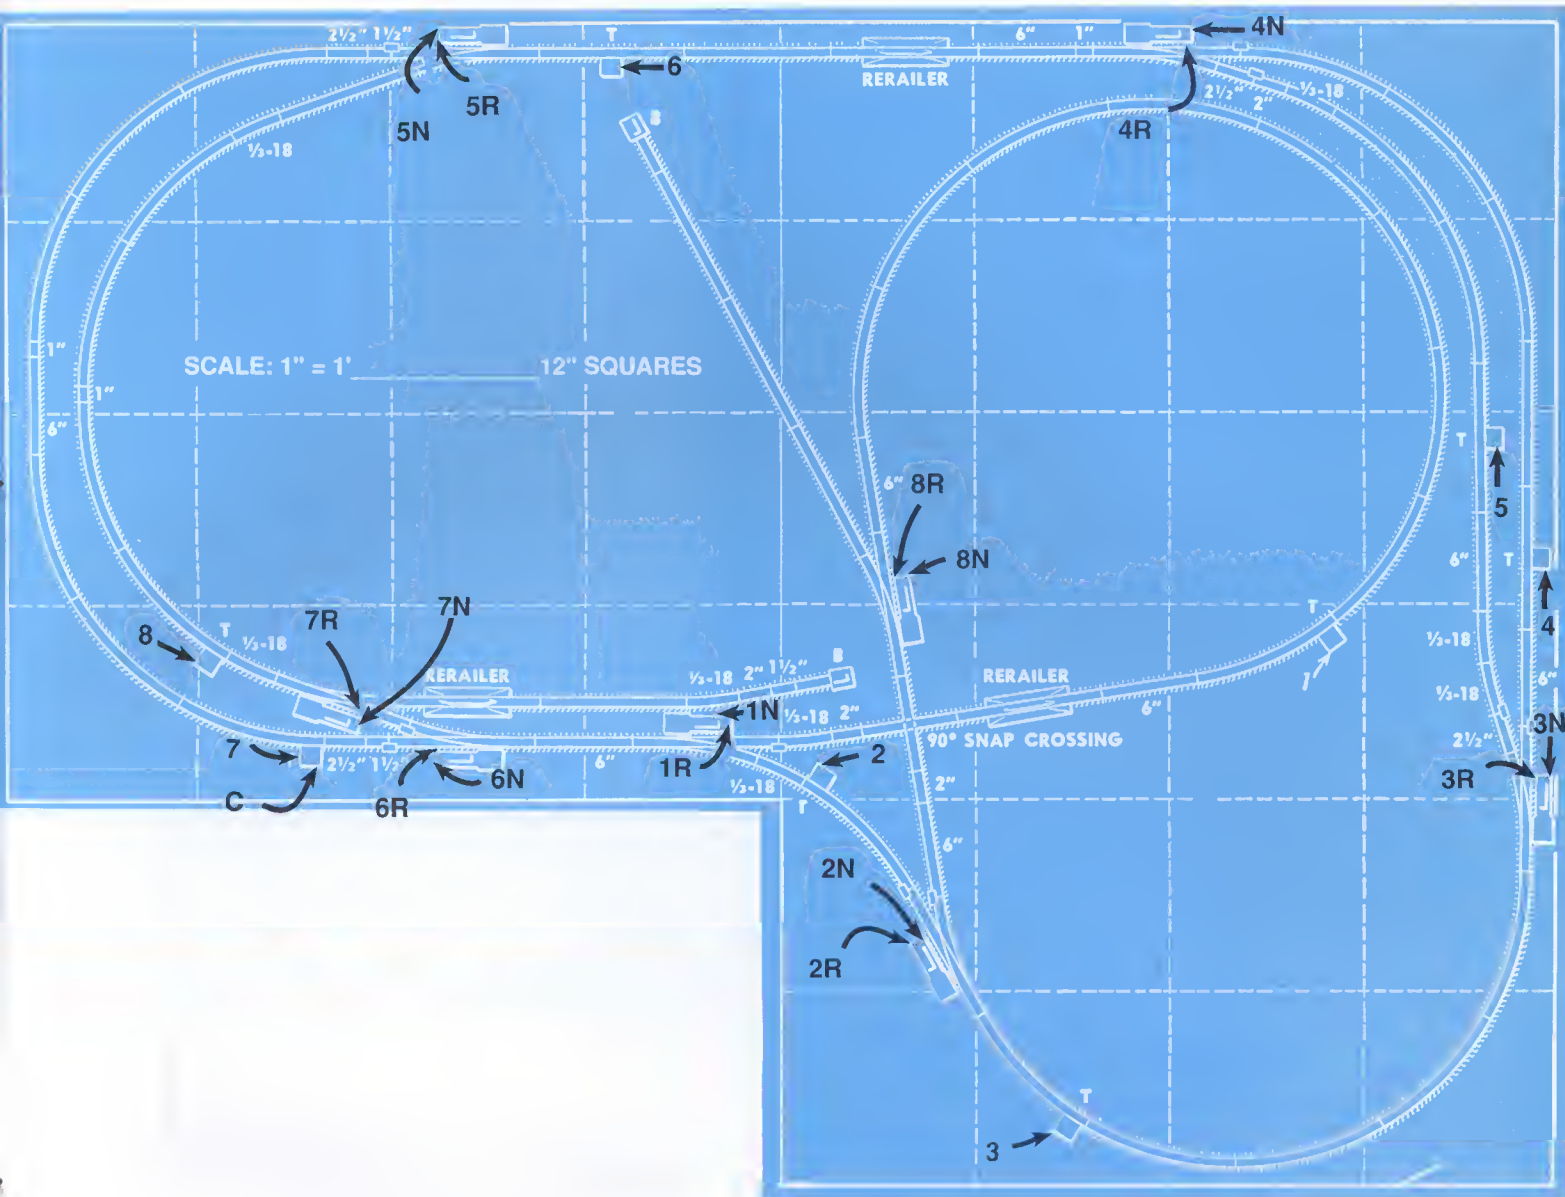 2½" 1½"
T
6" 1"
4N
6
RERAILER
2½" 2" ⅓-18
5R
5N
4R
B
⅓-18
1"
SCALE: 1" = 1'
12" SQUARES
1"
6"
T
6"
8R
5
8N
6"
T
7R
7N
T
4
8
T
⅓-18
⅓-18
1
RERAILER
⅓-18 2" 1½"
B
RERAILER
6"
6"
⅓-18
1N
⅓-18 2"
3N
7
2½" 1½"
6"
1R
2
90° SNAP CROSSING
2½"
C
6R
6N
⅓-18
T
2"
3R
6"
2N
2R
T
3